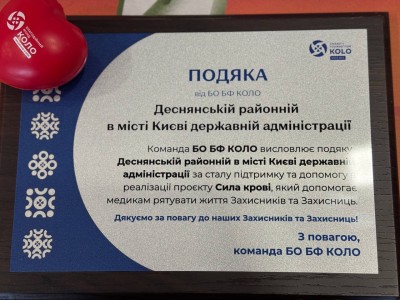 КОЛО
KOLO
ПОДЯКА
від БО БФ КОЛО
Деснянській районній
в місті Києві державній адміністрації
Команда БО БФ КОЛО висловлює подяку
Деснянській районній в місті Києві державній
адміністрації за сталу підтримку та допомогу
реалізації проєкту Сила крові, який допомагає
медикам рятувати життя Захисників та Захисниць.
Дякуємо за повагу до наших Захисників та Захисниць!
З повагою,
команда БО БФ КОЛО